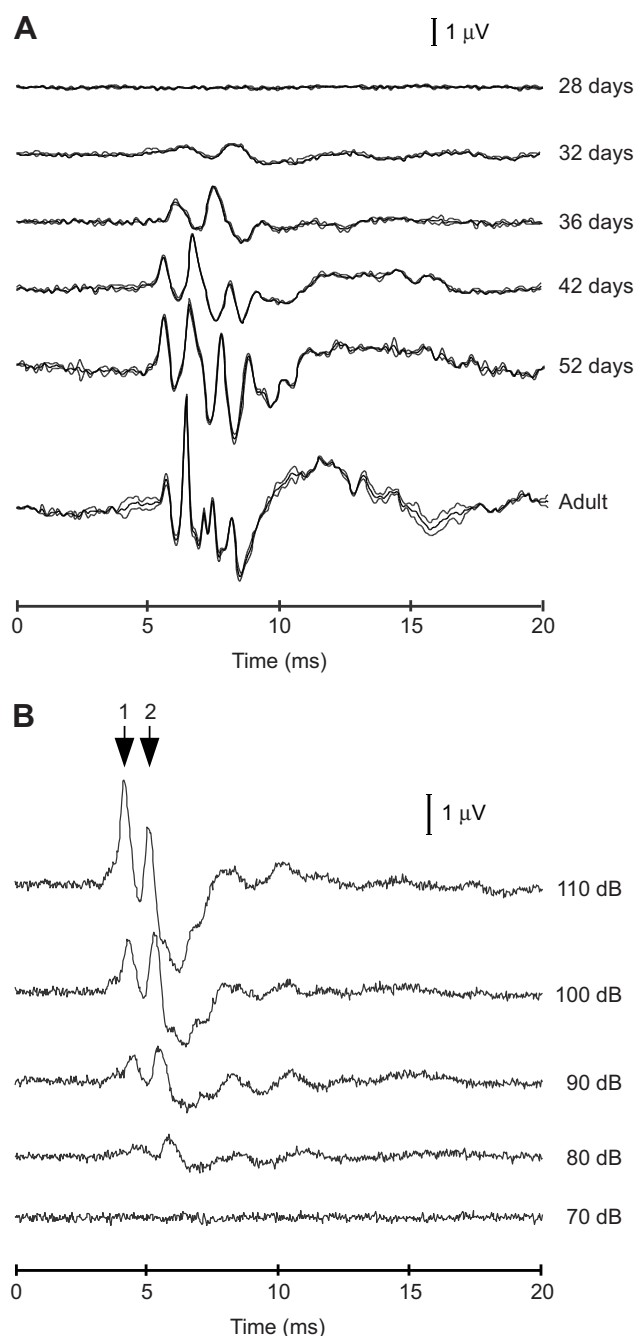 A
1 μV
28 days
32 days
36 days
42 days
52 days
Adult
0 5 10 15 20
Time (ms)
B
1 2
1 μV
110 dB
100 dB
90 dB
80 dB
70 dB
0 5 10 15 20
Time (ms)